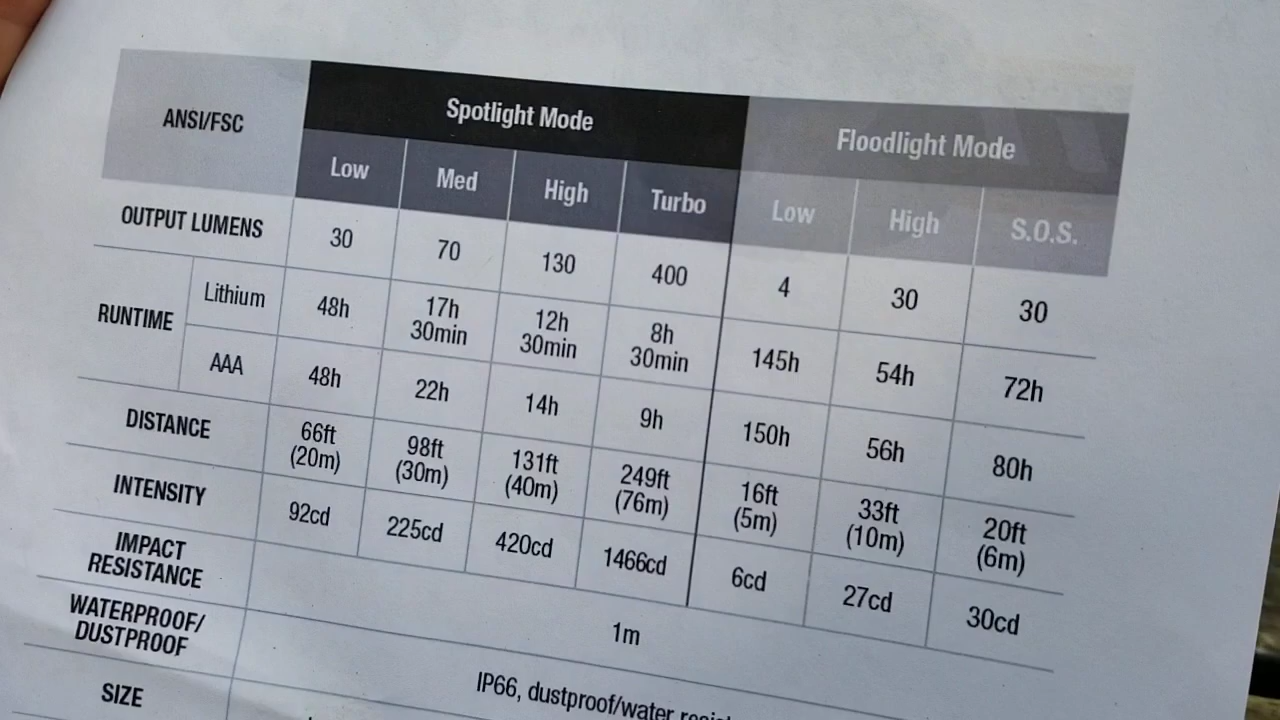 ANSI/FSC
Spotlight Mode
Floodlight Mode
Low Med High Turbo Low High S.O.S.
OUTPUT LUMENS 30 70 130 400 4 30 30
RUNTIME
Lithium 48h 17h 30min 12h 30min 8h 30min 145h 54h 72h
AAA 48h 22h 14h 9h 150h 56h 80h
DISTANCE 66ft (20m) 98ft (30m) 131ft (40m) 249ft (76m) 16ft (5m) 33ft (10m) 20ft (6m)
INTENSITY 92cd 225cd 420cd 1466cd 6cd 27cd 30cd
IMPACT
RESISTANCE
1m
WATERPROOF/
DUSTPROOF
IP66, dustproof/water
SIZE